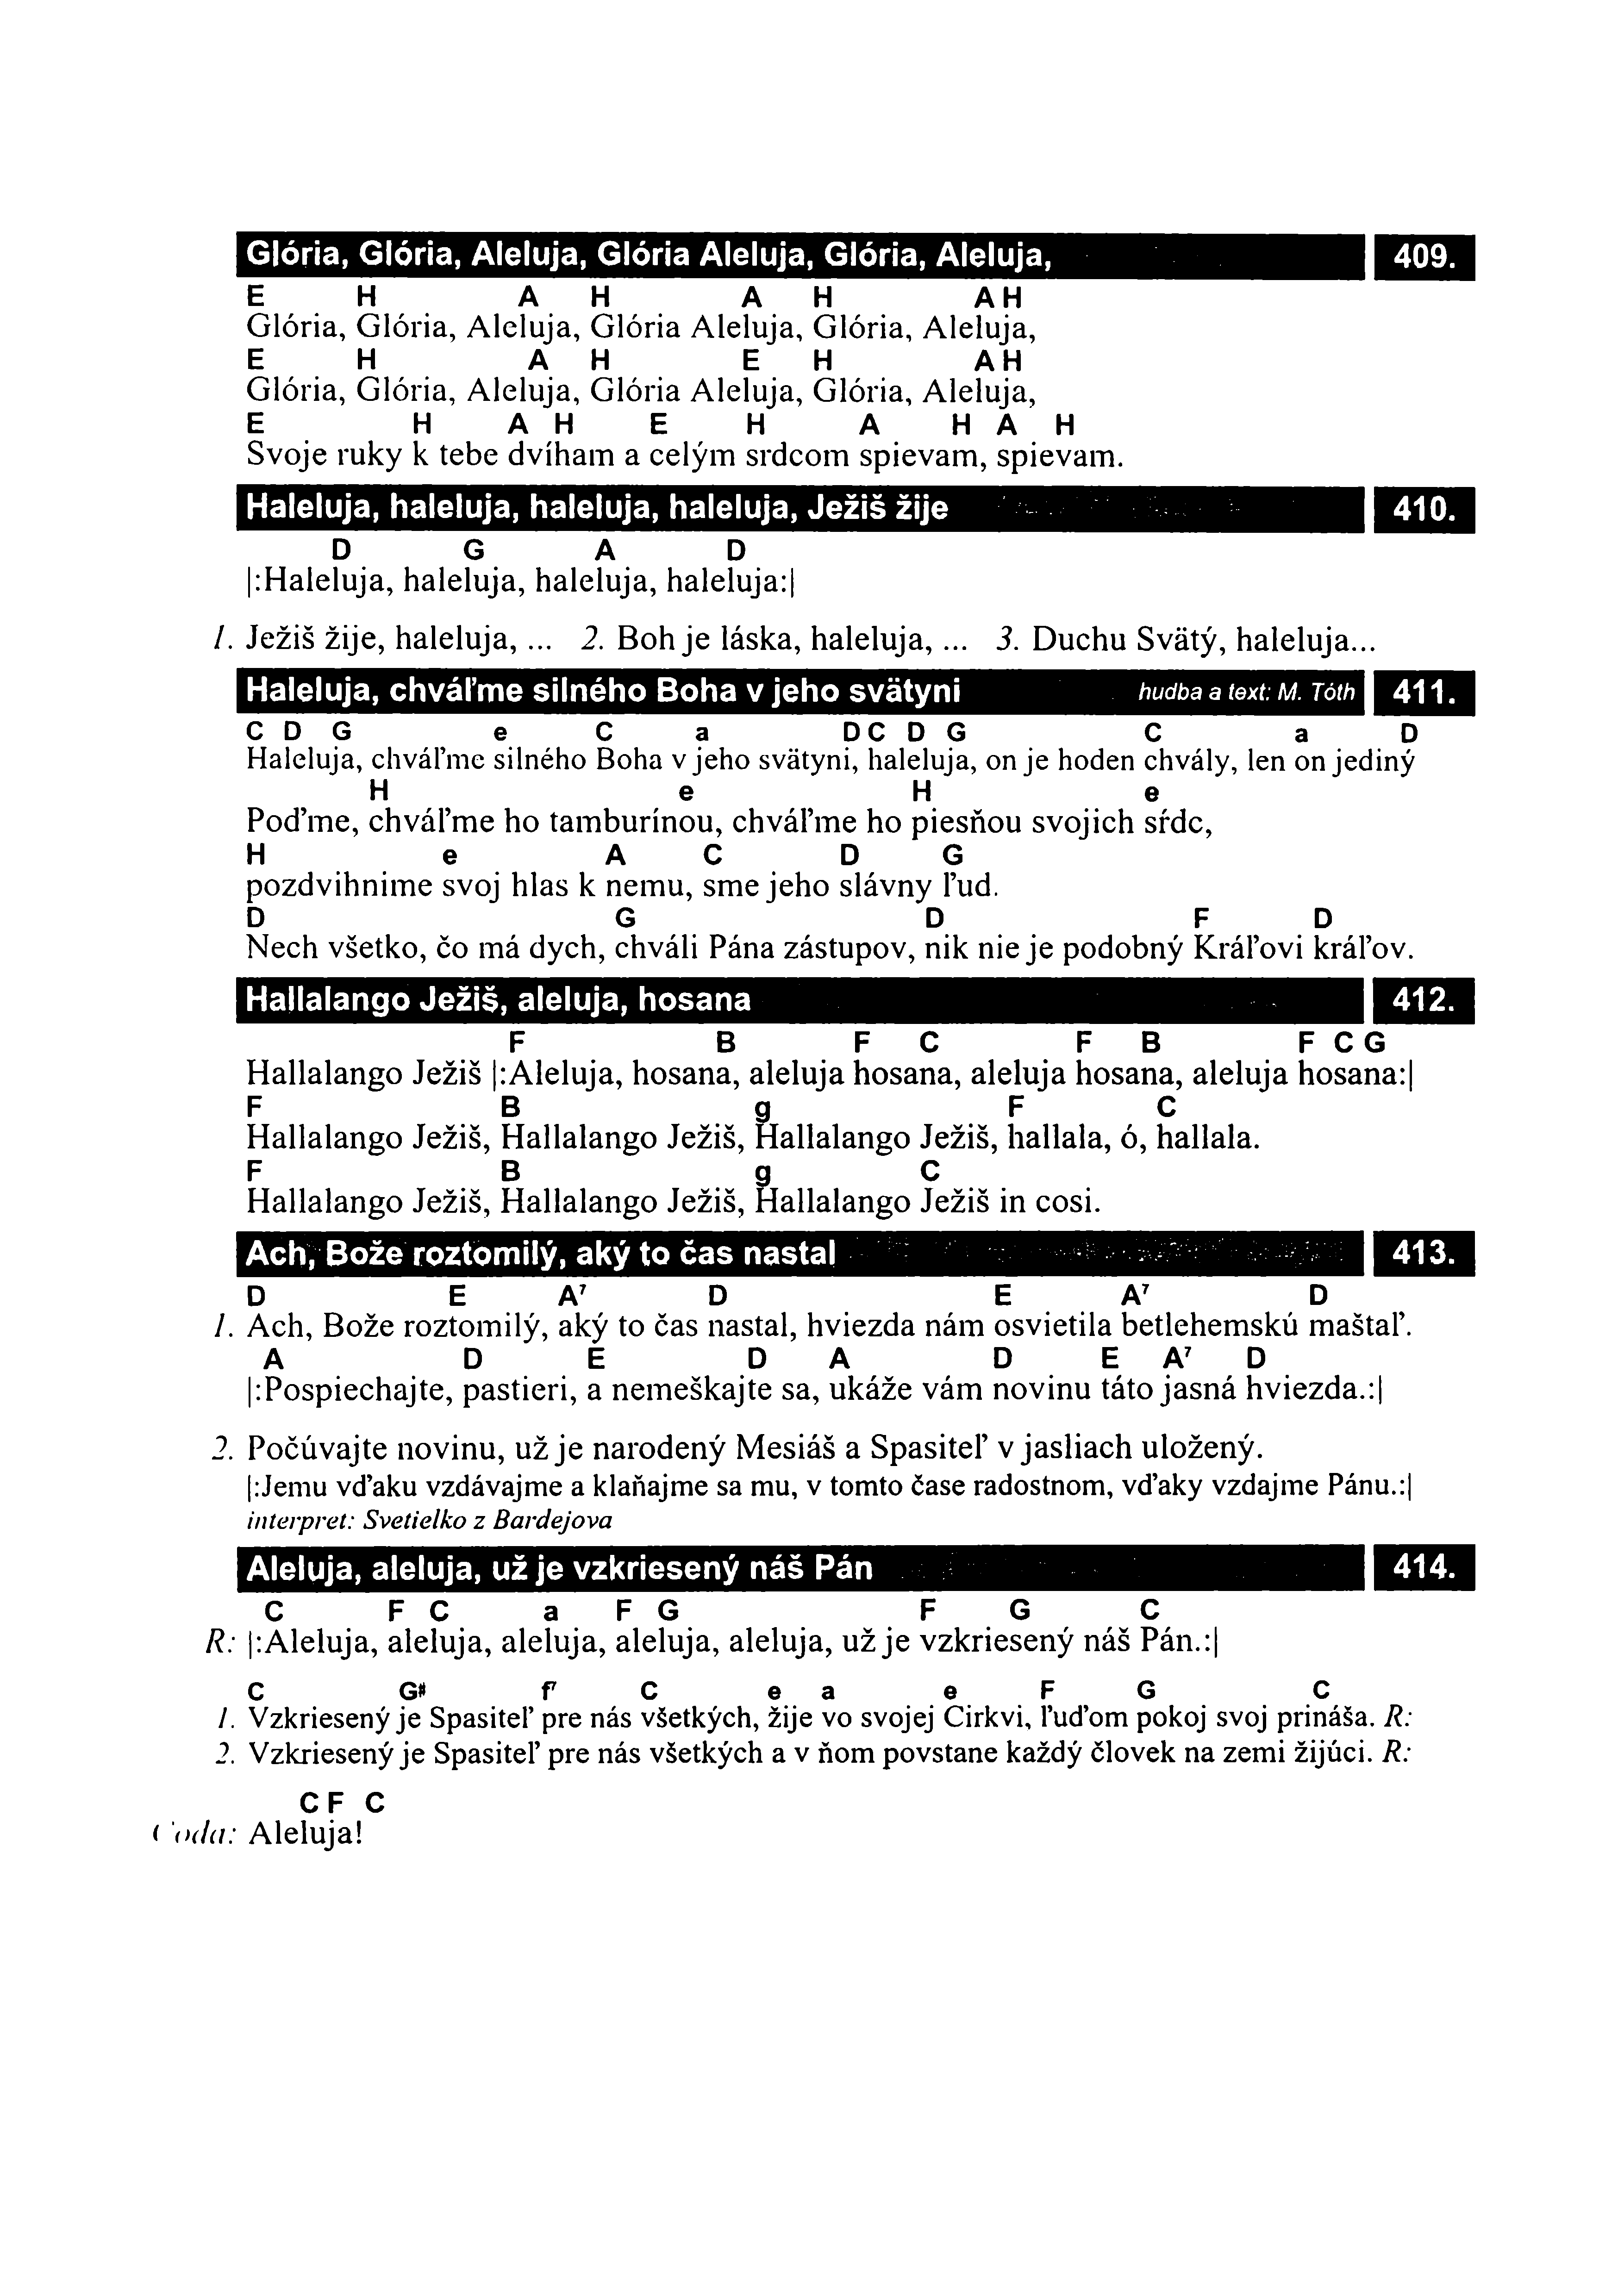 Glória, Glória, Aleluja, Glória Aleluja, Glória, Aleluja, 409.
E H A H A H A H
Glória, Glória, Aleluja, Glória Aleluja, Glória, Aleluja,
E H A H E H A H
Glória, Glória, Aleluja, Glória Aleluja, Glória, Aleluja,
E H A H E H A H A H
Svoje ruky k tebe dvíham a celým srdcom spievam, spievam.
Haleluja, haleluja, haleluja, haleluja, Ježiš žije 410.
D G A D
|:Haleluja, haleluja, haleluja, haleluja:|
1. Ježiš žije, haleluja, ... 2. Boh je láska, haleluja, ... 3. Duchu Svätý, haleluja...
Haleluja, chváľme silného Boha v jeho svätyni hudba a text: M. Tóth 411.
C D G e C a D C D G C a D
Haleluja, chváľme silného Boha v jeho svätyni, haleluja, on je hoden chvály, len on jediný
H e H e
Poďme, chváľme ho tamburínou, chváľme ho piesňou svojich sŕdc,
H e A C D G
pozdvihnime svoj hlas k nemu, sme jeho slávny ľud.
D G D F D
Nech všetko, čo má dych, chváli Pána zástupov, nik nie je podobný Kráľovi kráľov.
Hallalango Ježiš, aleluja, hosana 412.
F B F C F B F C G
Hallalango Ježiš |:Aleluja, hosana, aleluja hosana, aleluja hosana, aleluja hosana:|
F B g F C
Hallalango Ježiš, Hallalango Ježiš, Hallalango Ježiš, hallala, ó, hallala.
F B g C
Hallalango Ježiš, Hallalango Ježiš, Hallalango Ježiš in cosi.
Ach, Bože roztomilý, aký to čas nastal 413.
D E A⁷ D E A⁷ D
1. Ach, Bože roztomilý, aký to čas nastal, hviezda nám osvietila betlehemskú maštaľ.
A D E D A D E A⁷ D
|:Pospiechajte, pastieri, a nemeškajte sa, ukáže vám novinu táto jasná hviezda.:|
2. Počúvajte novinu, už je narodený Mesiáš a Spasiteľ v jasliach uložený.
|:Jemu vďaku vzdávajme a klaňajme sa mu, v tomto čase radostnom, vďaky vzdajme Pánu.:|
interpret: Svetielko z Bardejova
Aleluja, aleluja, už je vzkriesený náš Pán 414.
C F C a F G F G C
R: |:Aleluja, aleluja, aleluja, aleluja, aleluja, už je vzkriesený náš Pán.:|
C G# f⁷ C e a e F G C
1. Vzkriesený je Spasiteľ pre nás všetkých, žije vo svojej Cirkvi, ľuďom pokoj svoj prináša. R:
2. Vzkriesený je Spasiteľ pre nás všetkých a v ňom povstane každý človek na zemi žijúci. R:
C F C
Coda: Aleluja!